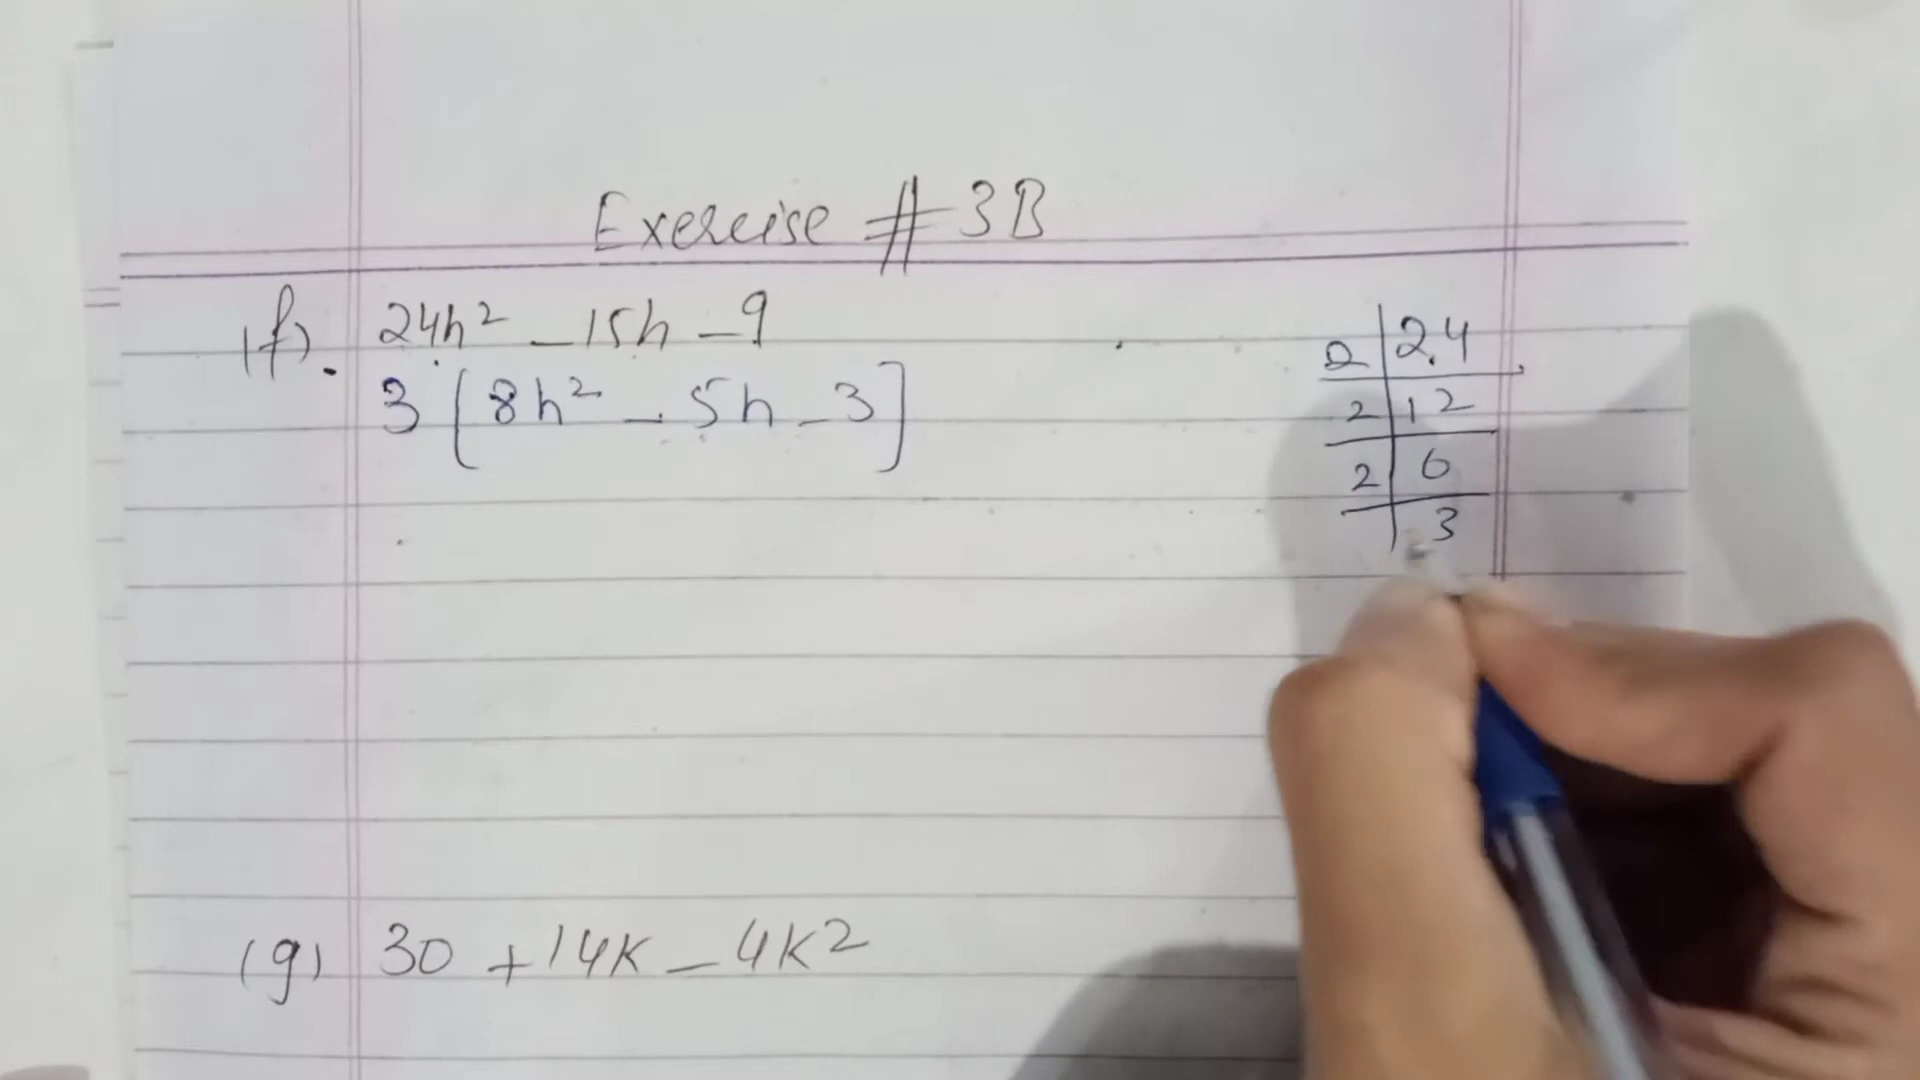 Exercise # 3B
(f). 24h² - 15h - 9
3 [8h² - 5h - 3]
2 | 24
2 | 12
2 | 6
3
(g) 30 + 14K - 4K2